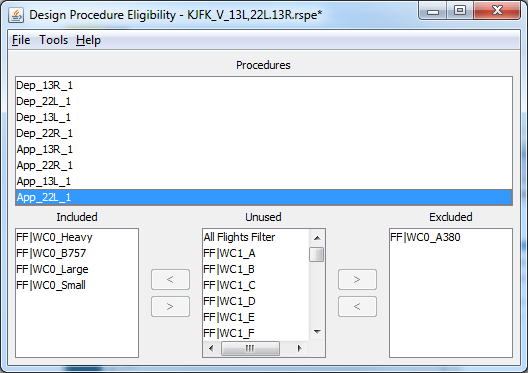 Design Procedure Eligibility - KJFK_V_13L,22L.13R.rspe*
File Tools Help
Procedures
Dep_13R_1
Dep_22L_1
Dep_13L_1
Dep_22R_1
App_13R_1
App_22R_1
App_13L_1
App_22L_1
Included Unused Excluded
FF|WC0_Heavy
FF|WC0_B757
FF|WC0_Large
FF|WC0_Small
<
>
All Flights Filter
FF|WC1_A
FF|WC1_B
FF|WC1_C
FF|WC1_D
FF|WC1_E
FF|WC1_F
>
<
FF|WC0_A380